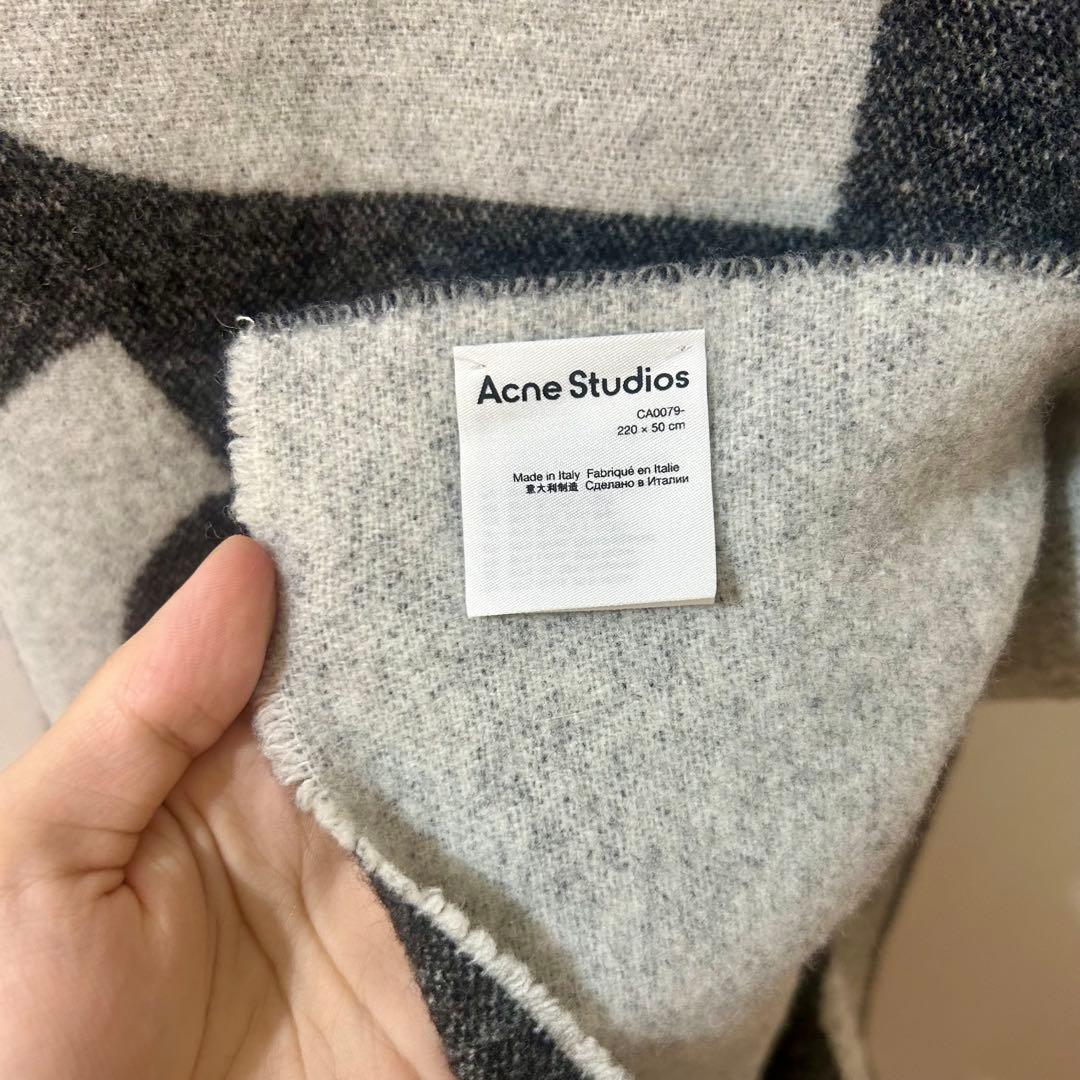 Acne Studios
CA0079-
220 × 50 cm
Made in Italy Fabriqué en Italie
意大利制造 Сделано в Италии